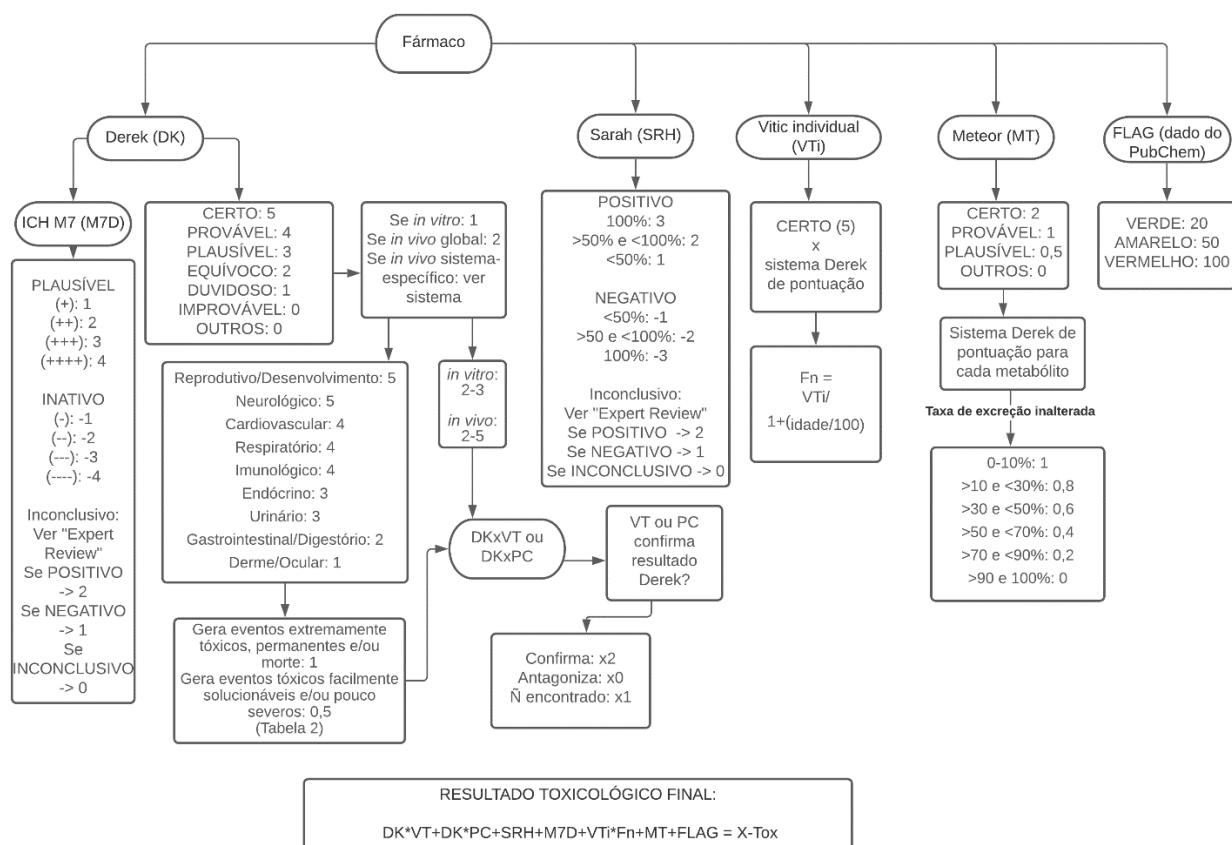 Fármaco
Derek (DK)
Sarah (SRH)
Vitic individual
(VTi)
Meteor (MT)
FLAG (dado do
PubChem)
ICH M7 (M7D)
PLAUSÍVEL
(+): 1
(++): 2
(+++): 3
(++++): 4
INATIVO
(-): -1
(--): -2
(---): -3
(----): -4
Inconclusivo:
Ver "Expert
Review"
Se POSITIVO
-> 2
Se NEGATIVO
-> 1
Se
INCONCLUSIVO
-> 0
CERTO: 5
PROVÁVEL: 4
PLAUSÍVEL: 3
EQUÍVOCO: 2
DUVIDOSO: 1
IMPROVÁVEL: 0
OUTROS: 0
Se in vitro: 1
Se in vivo global: 2
Se in vivo sistema-
específico: ver
sistema
Reprodutivo/Desenvolvimento: 5
Neurológico: 5
Cardiovascular: 4
Respiratório: 4
Imunológico: 4
Endócrino: 3
Urinário: 3
Gastrointestinal/Digestório: 2
Derme/Ocular: 1
in vitro:
2-3
in vivo:
2-5
Gera eventos extremamente
tóxicos, permanentes e/ou
morte: 1
Gera eventos tóxicos facilmente
solucionáveis e/ou pouco
severos: 0,5
(Tabela 2)
DKxVT ou
DKxPC
VT ou PC
confirma
resultado
Derek?
Confirma: x2
Antagoniza: x0
Ñ encontrado: x1
POSITIVO
100%: 3
>50% e <100%: 2
<50%: 1
NEGATIVO
<50%: -1
>50 e <100%: -2
100%: -3
Inconclusivo:
Ver "Expert Review"
Se POSITIVO -> 2
Se NEGATIVO -> 1
Se INCONCLUSIVO -> 0
CERTO (5)
x
sistema Derek
de pontuação
Fn =
VTi/
1+(idade/100)
CERTO: 2
PROVÁVEL: 1
PLAUSÍVEL: 0,5
OUTROS: 0
Sistema Derek de
pontuação para
cada metabólito
Taxa de excreção inalterada
0-10%: 1
>10 e <30%: 0,8
>30 e <50%: 0,6
>50 e <70%: 0,4
>70 e <90%: 0,2
>90 e 100%: 0
VERDE: 20
AMARELO: 50
VERMELHO: 100
RESULTADO TOXICOLÓGICO FINAL:
DK*VT+DK*PC+SRH+M7D+VTi*Fn+MT+FLAG = X-Tox